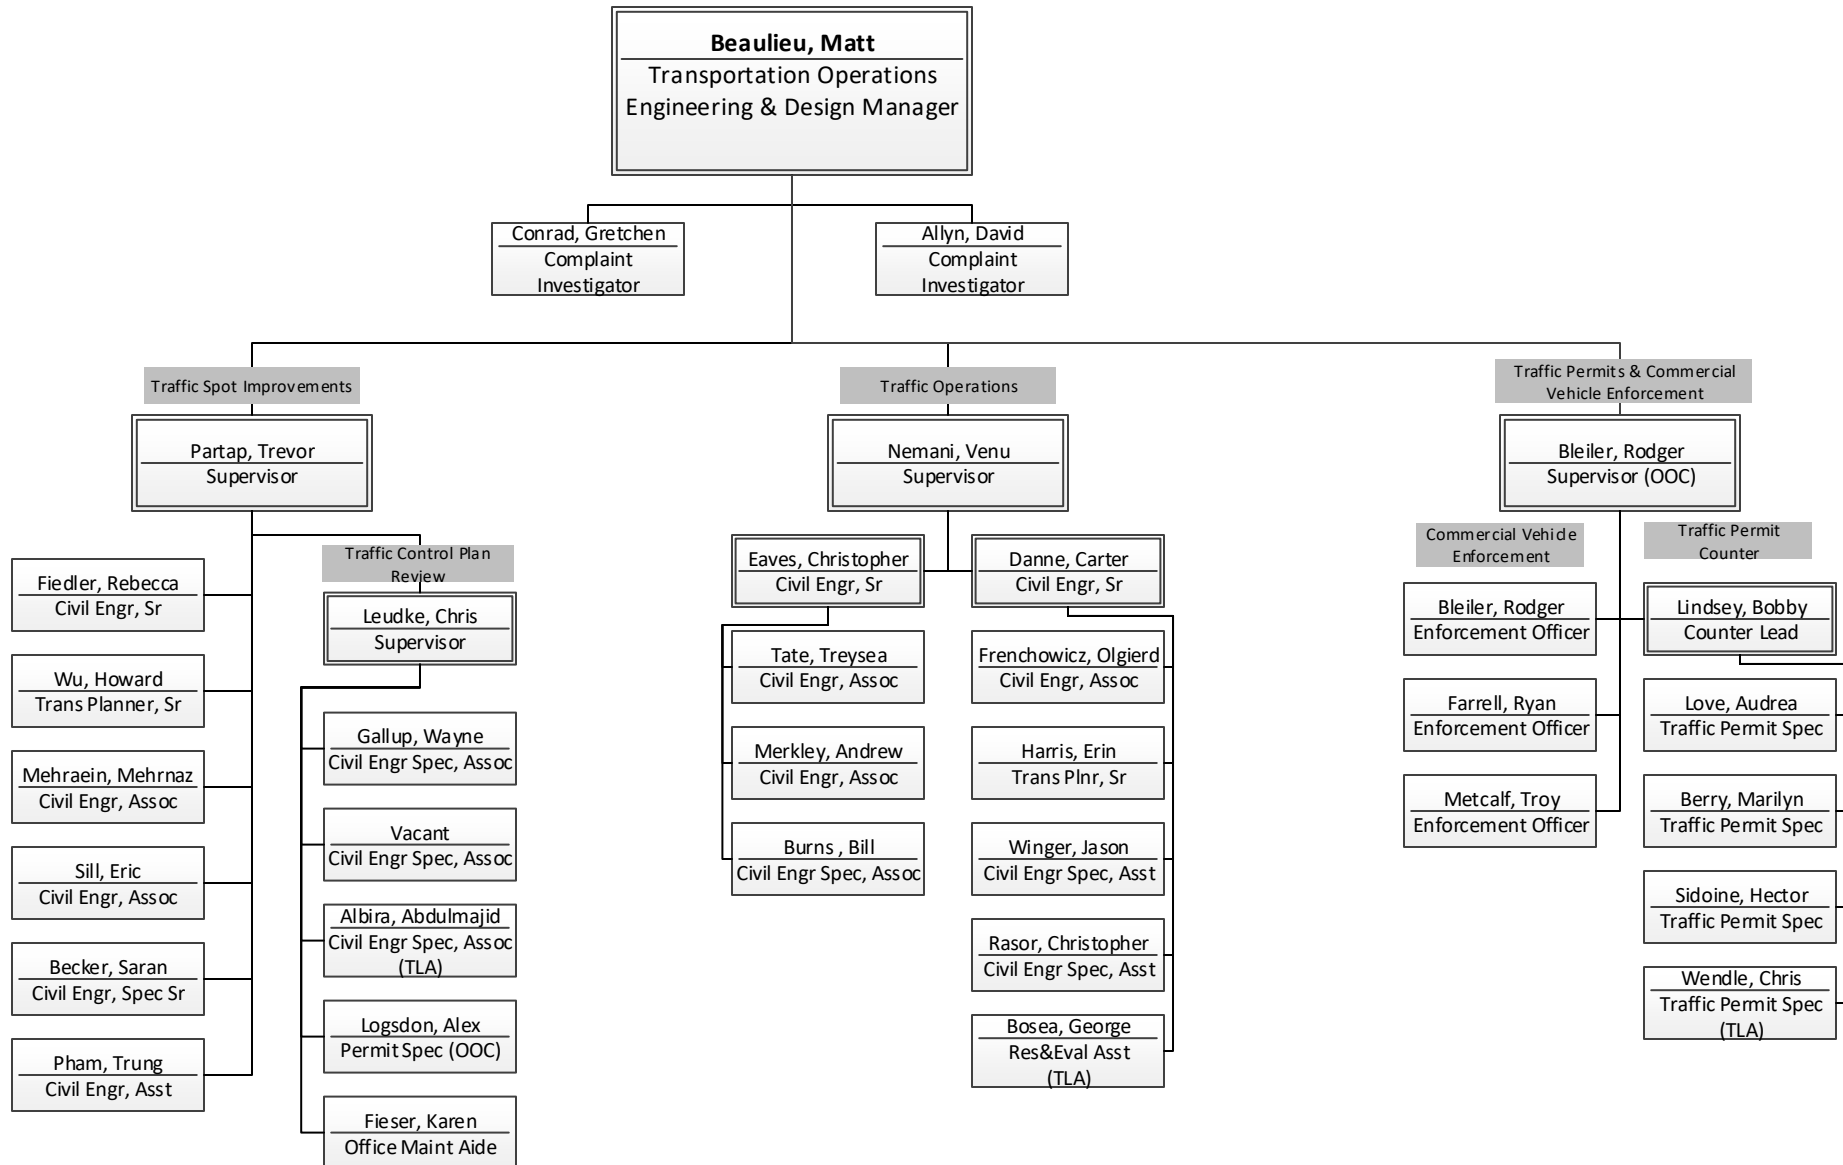 Beaulieu, Matt
Transportation Operations
Engineering & Design Manager
Conrad, Gretchen
Complaint
Investigator
Allyn, David
Complaint
Investigator
Traffic Spot Improvements
Partap, Trevor
Supervisor
Fiedler, Rebecca
Civil Engr, Sr
Wu, Howard
Trans Planner, Sr
Mehraein, Mehrnaz
Civil Engr, Assoc
Sill, Eric
Civil Engr, Assoc
Becker, Saran
Civil Engr, Spec Sr
Pham, Trung
Civil Engr, Asst
Traffic Control Plan
Review
Leudke, Chris
Supervisor
Gallup, Wayne
Civil Engr Spec, Assoc
Vacant
Civil Engr Spec, Assoc
Albira, Abdulmajid
Civil Engr Spec, Assoc
(TLA)
Logsdon, Alex
Permit Spec (OOC)
Fieser, Karen
Office Maint Aide
Traffic Operations
Nemani, Venu
Supervisor
Eaves, Christopher
Civil Engr, Sr
Tate, Treysea
Civil Engr, Assoc
Merkley, Andrew
Civil Engr, Assoc
Burns , Bill
Civil Engr Spec, Assoc
Danne, Carter
Civil Engr, Sr
Frenchowicz, Olgierd
Civil Engr, Assoc
Harris, Erin
Trans Plnr, Sr
Winger, Jason
Civil Engr Spec, Asst
Rasor, Christopher
Civil Engr Spec, Asst
Bosea, George
Res&Eval Asst
(TLA)
Traffic Permits & Commercial
Vehicle Enforcement
Bleiler, Rodger
Supervisor (OOC)
Commercial Vehicle
Enforcement
Bleiler, Rodger
Enforcement Officer
Farrell, Ryan
Enforcement Officer
Metcalf, Troy
Enforcement Officer
Traffic Permit
Counter
Lindsey, Bobby
Counter Lead
Love, Audrea
Traffic Permit Spec
Berry, Marilyn
Traffic Permit Spec
Sidoine, Hector
Traffic Permit Spec
Wendle, Chris
Traffic Permit Spec
(TLA)